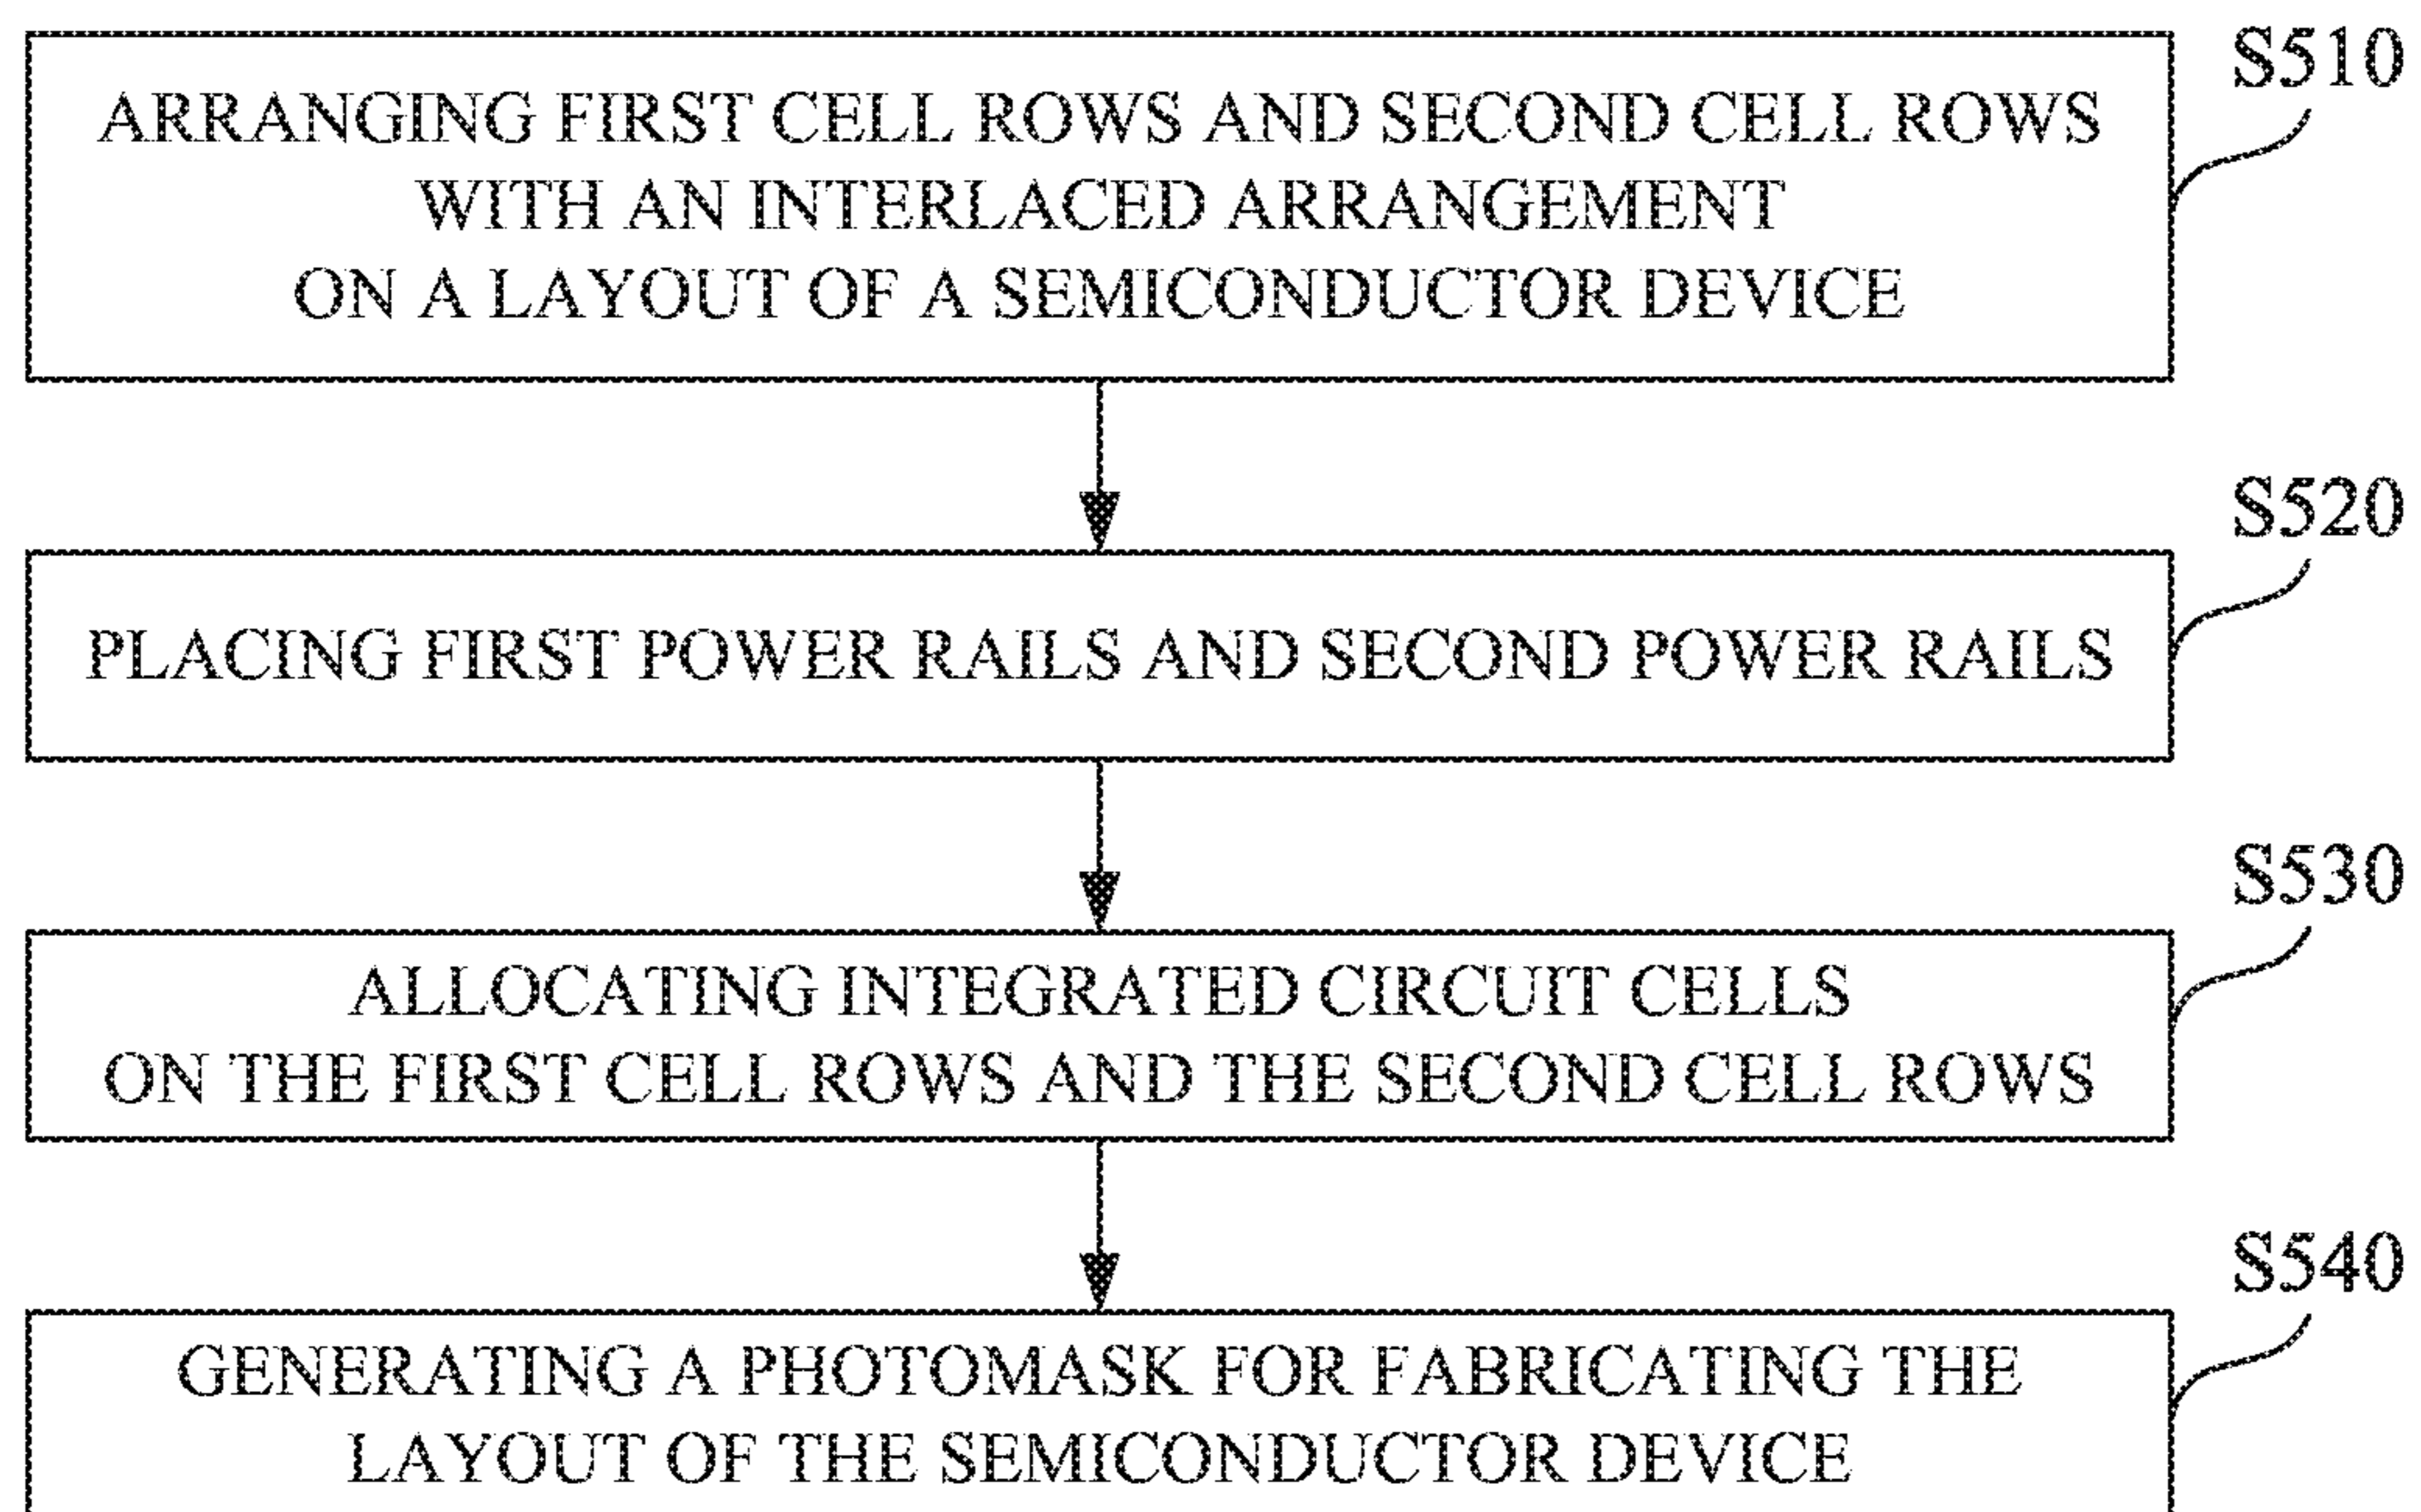 S510
ARRANGING FIRST CELL ROWS AND SECOND CELL ROWS
WITH AN INTERLACED ARRANGEMENT
ON A LAYOUT OF A SEMICONDUCTOR DEVICE
S520
PLACING FIRST POWER RAILS AND SECOND POWER RAILS
S530
ALLOCATING INTEGRATED CIRCUIT CELLS
ON THE FIRST CELL ROWS AND THE SECOND CELL ROWS
S540
GENERATING A PHOTOMASK FOR FABRICATING THE
LAYOUT OF THE SEMICONDUCTOR DEVICE